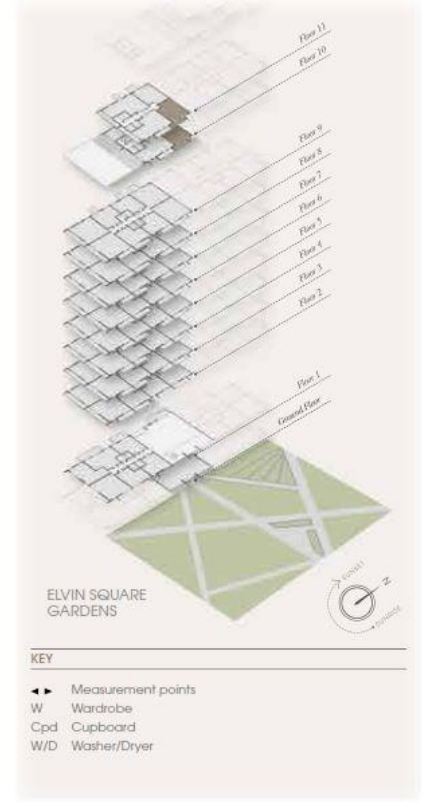 Floor 11
Floor 10
Floor 9
Floor 8
Floor 7
Floor 6
Floor 5
Floor 4
Floor 3
Floor 2
Floor 1
Ground Floor
ELVIN SQUARE
GARDENS
SUNSET
N
SUNRISE
KEY
◄ ► Measurement points
W Wardrobe
Cpd Cupboard
W/D Washer/Dryer